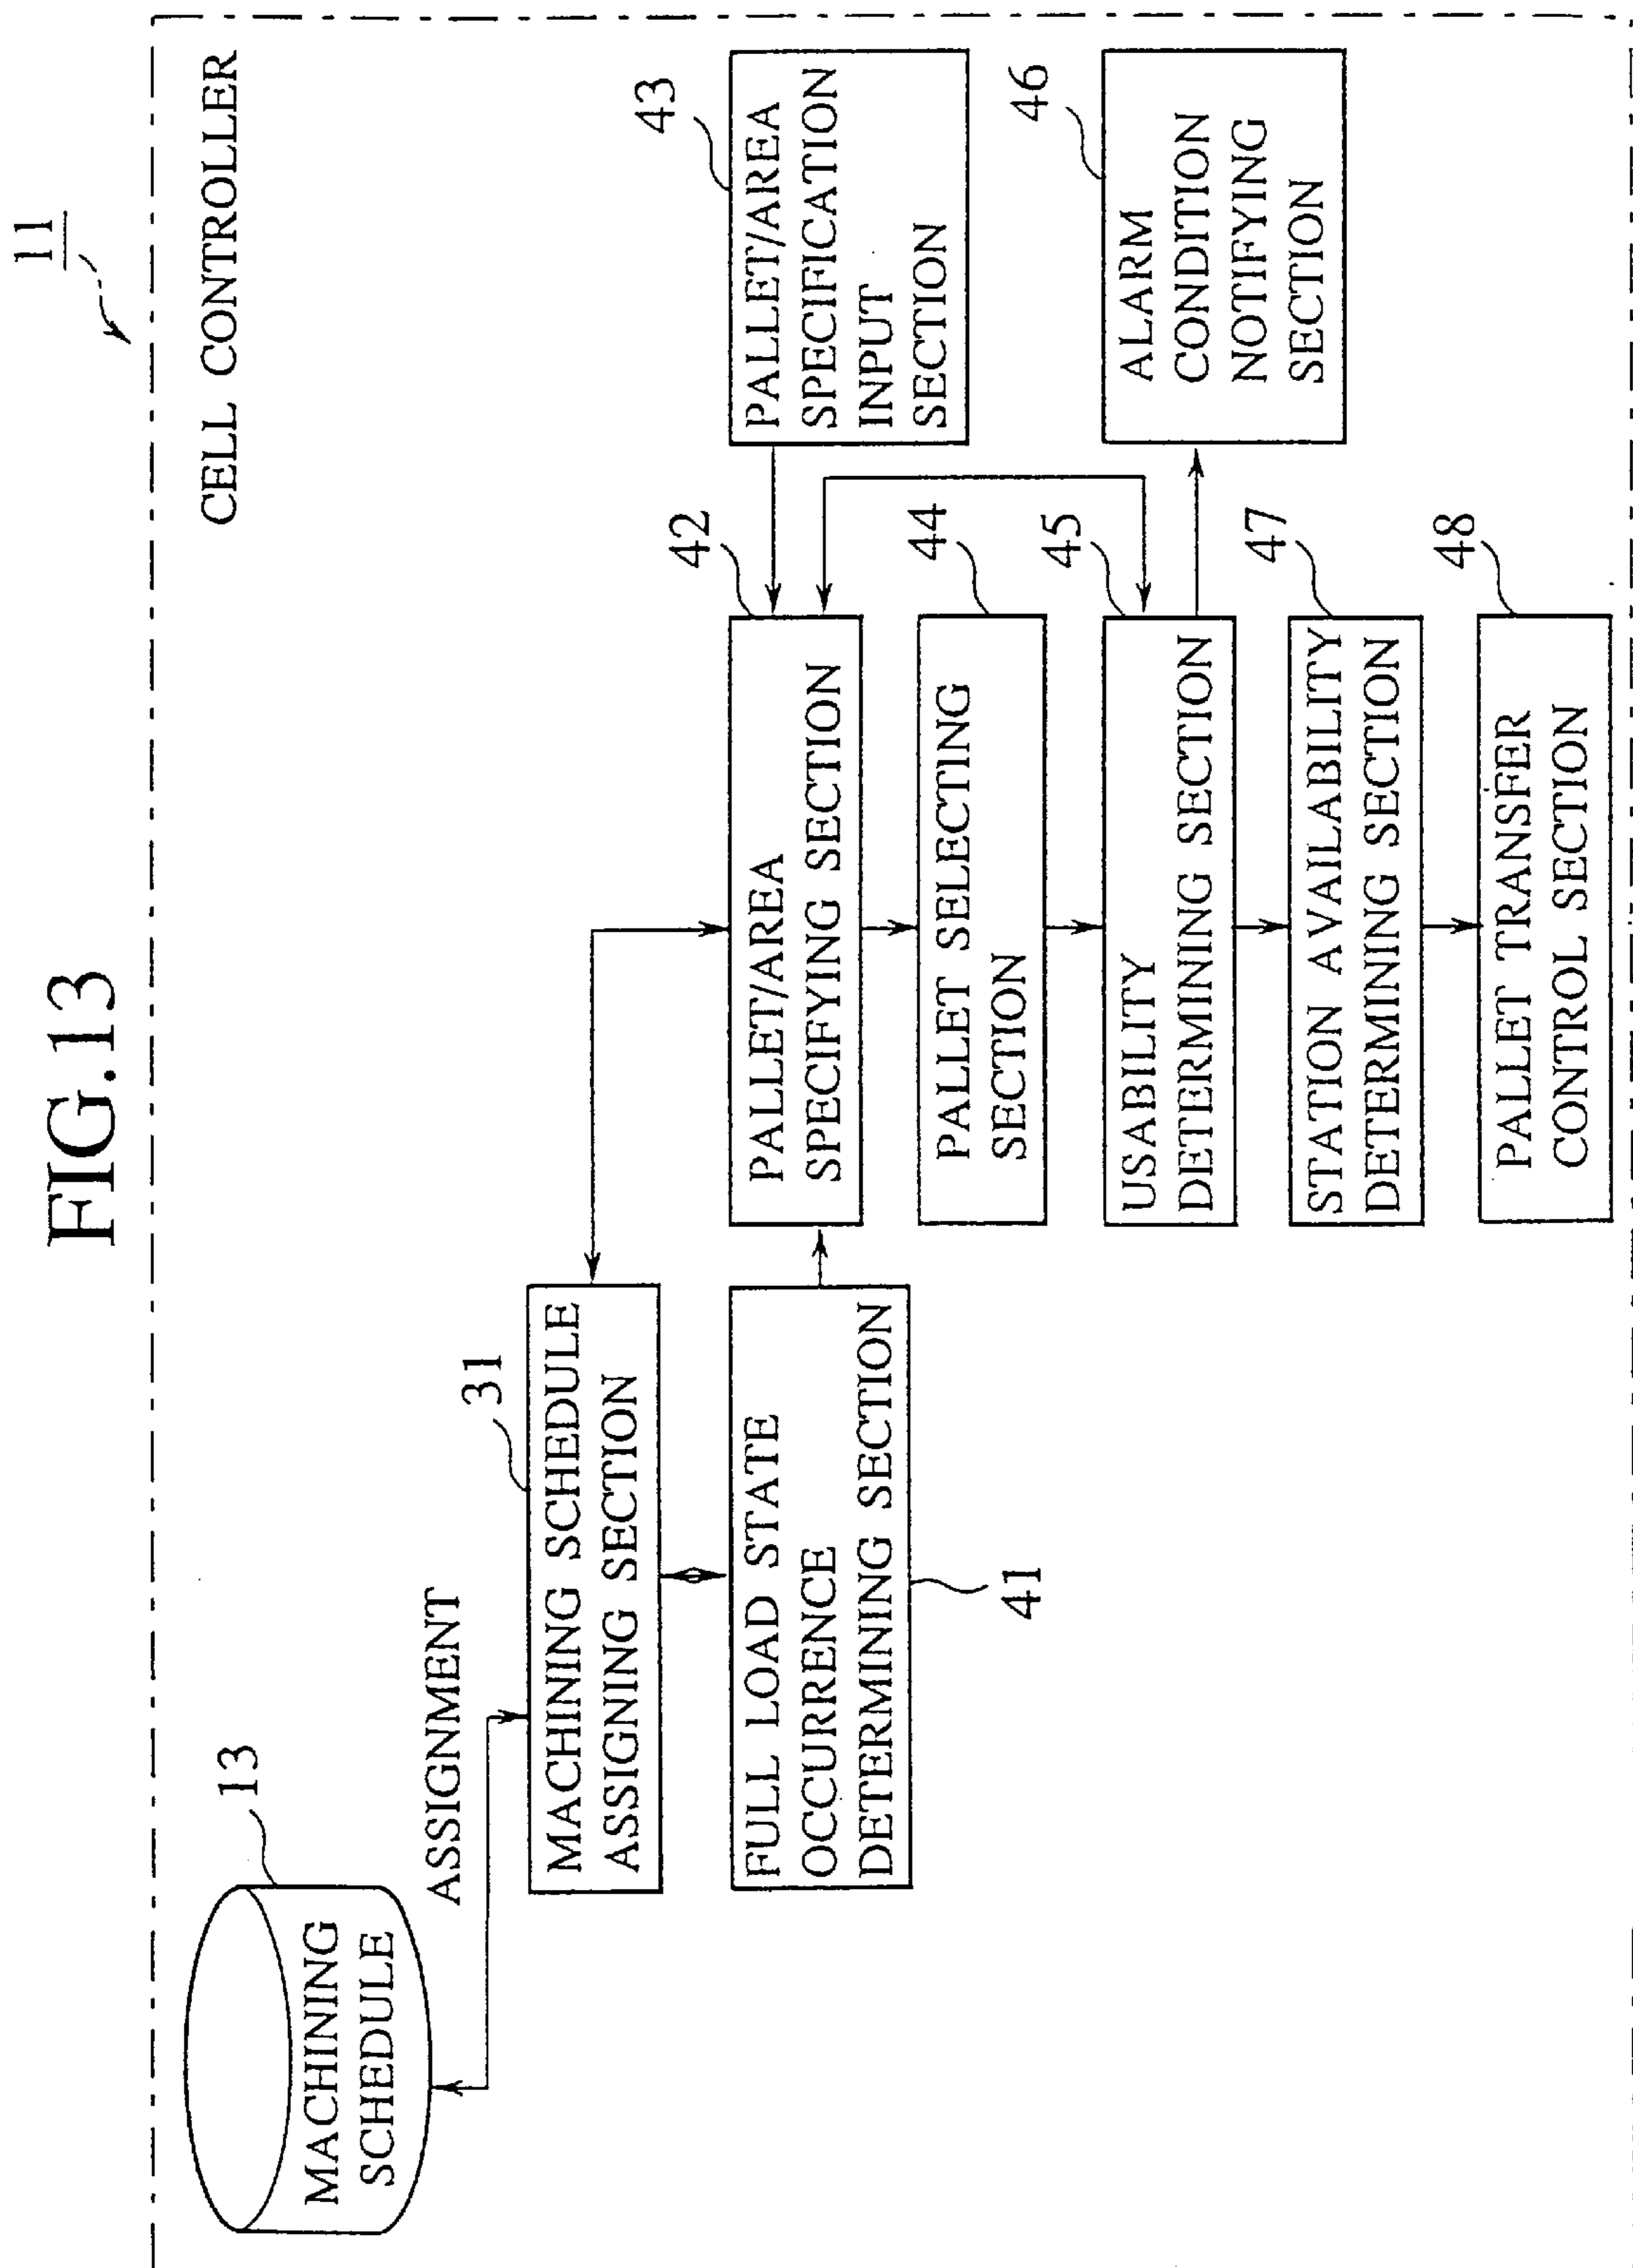 FIG.13
11
CELL CONTROLLER
13
MACHINING
SCHEDULE
ASSIGNMENT
31
MACHINING SCHEDULE
ASSIGNING SECTION
FULL LOAD STATE
OCCURRENCE
DETERMINING SECTION
41
42
PALLET/AREA
SPECIFYING SECTION
43
PALLET/AREA
SPECIFICATION
INPUT
SECTION
44
PALLET SELECTING
SECTION
45
USABILITY
DETERMINING SECTION
46
ALARM
CONDITION
NOTIFYING
SECTION
47
STATION AVAILABILITY
DETERMINING SECTION
48
PALLET TRANSFER
CONTROL SECTION